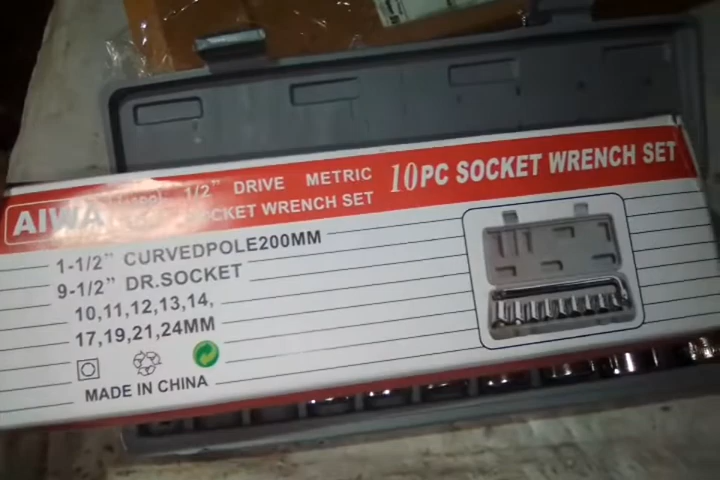 AIWA 1/2" DRIVE METRIC
SOCKET WRENCH SET
10PC SOCKET WRENCH SET
1-1/2" CURVEDPOLE200MM
9-1/2" DR.SOCKET
10,11,12,13,14,
17,19,21,24MM
MADE IN CHINA